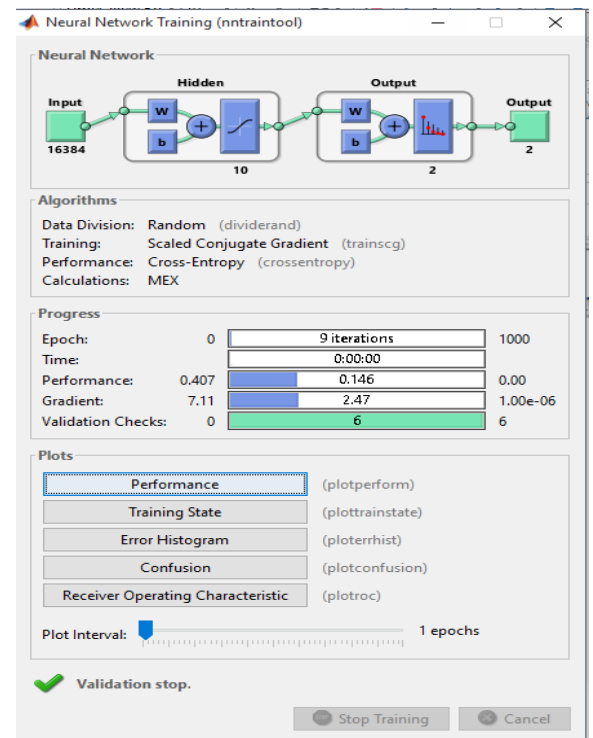 Neural Network Training (nntraintool)
Neural Network
Hidden Output
Input Output
W b + W b +
16384 10 2 2
Algorithms
Data Division: Random (dividerand)
Training: Scaled Conjugate Gradient (trainscg)
Performance: Cross-Entropy (crossentropy)
Calculations: MEX
Progress
Epoch: 0 9 iterations 1000
Time: 0:00:00
Performance: 0.407 0.146 0.00
Gradient: 7.11 2.47 1.00e-06
Validation Checks: 0 6 6
Plots
Performance (plotperform)
Training State (plottrainstate)
Error Histogram (ploterrhist)
Confusion (plotconfusion)
Receiver Operating Characteristic (plotroc)
Plot Interval: 1 epochs
Validation stop.
Stop Training Cancel